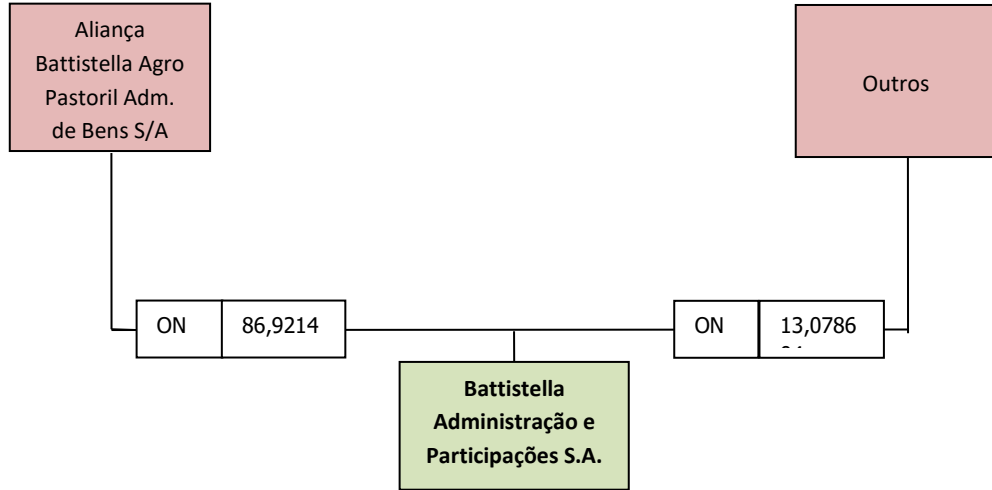 Aliança
Battistella Agro
Pastoril Adm.
de Bens S/A
Outros
ON
86,9214
ON
13,0786
Battistella
Administração e
Participações S.A.